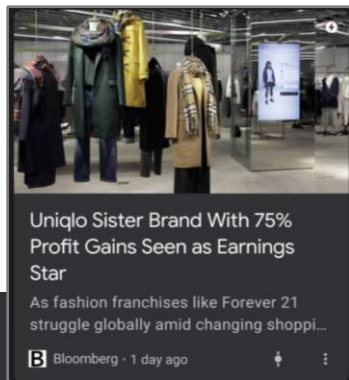 Uniqlo Sister Brand With 75%
Profit Gains Seen as Earnings
Star
As fashion franchises like Forever 21
struggle globally amid changing shoppi...
B Bloomberg · 1 day ago